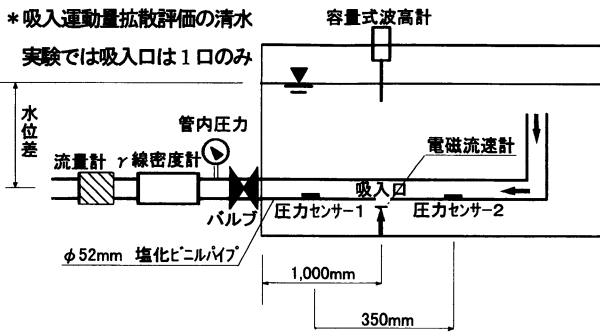 *吸入運動量拡散評価の清水
実験では吸入口は1口のみ
容量式波高計
水位差
管内圧力
流量計
γ線密度計
電磁流速計
吸入口
バルブ
圧力センサー1
圧力センサー2
φ52mm 塩化ビニルパイプ
1,000mm
350mm